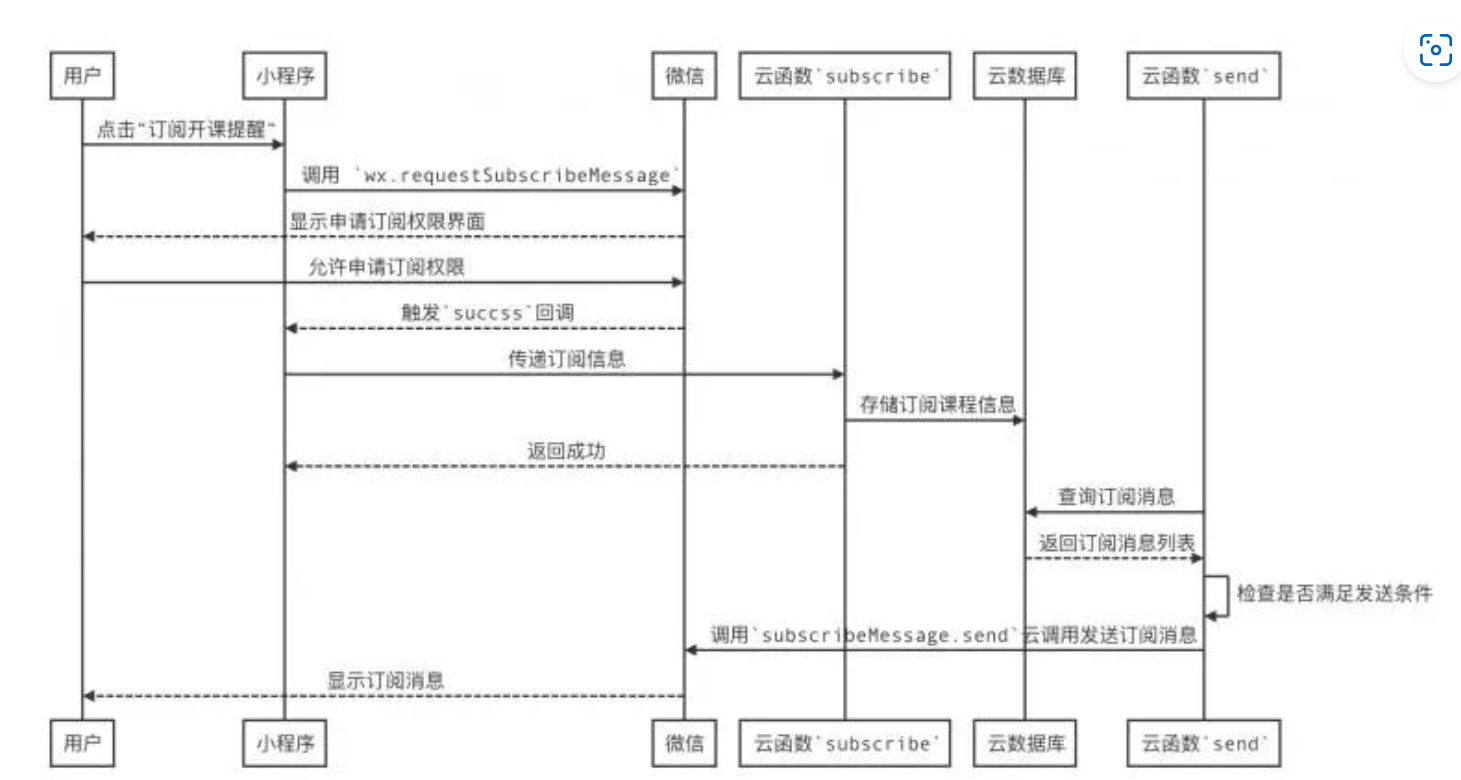 用户
小程序
微信
云函数`subscribe`
云数据库
云函数`send`
点击"订阅开课提醒"
调用 `wx.requestSubscribeMessage`
显示申请订阅权限界面
允许申请订阅权限
触发`succss`回调
传递订阅信息
存储订阅课程信息
返回成功
查询订阅消息
返回订阅消息列表
检查是否满足发送条件
调用`subscribeMessage.send`云调用发送订阅消息
显示订阅消息
用户
小程序
微信
云函数`subscribe`
云数据库
云函数`send`